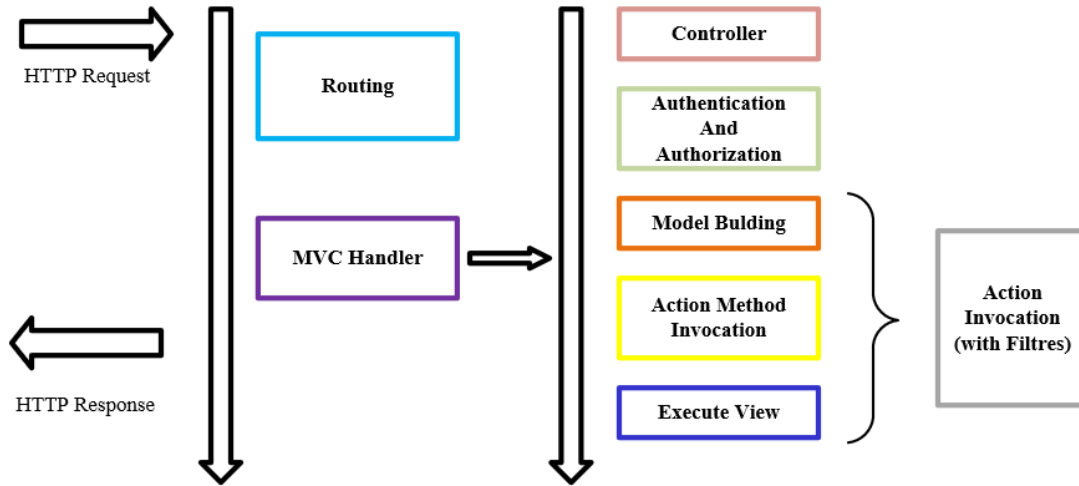 HTTP Request
Routing
MVC Handler
HTTP Response
Controller
Authentication
And
Authorization
Model Bulding
Action Method
Invocation
Execute View
Action
Invocation
(with Filtres)